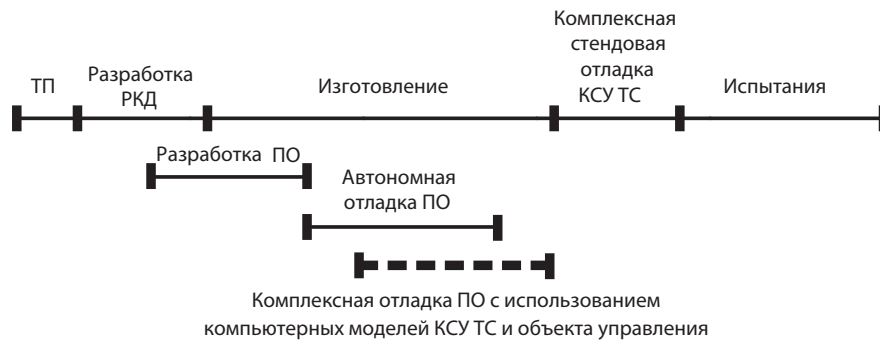 ТП
Разработка
РКД
Изготовление
Комплексная
стендовая
отладка
КСУ ТС
Испытания
Разработка ПО
Автономная
отладка ПО
Комплексная отладка ПО с использованием
компьютерных моделей КСУ ТС и объекта управления